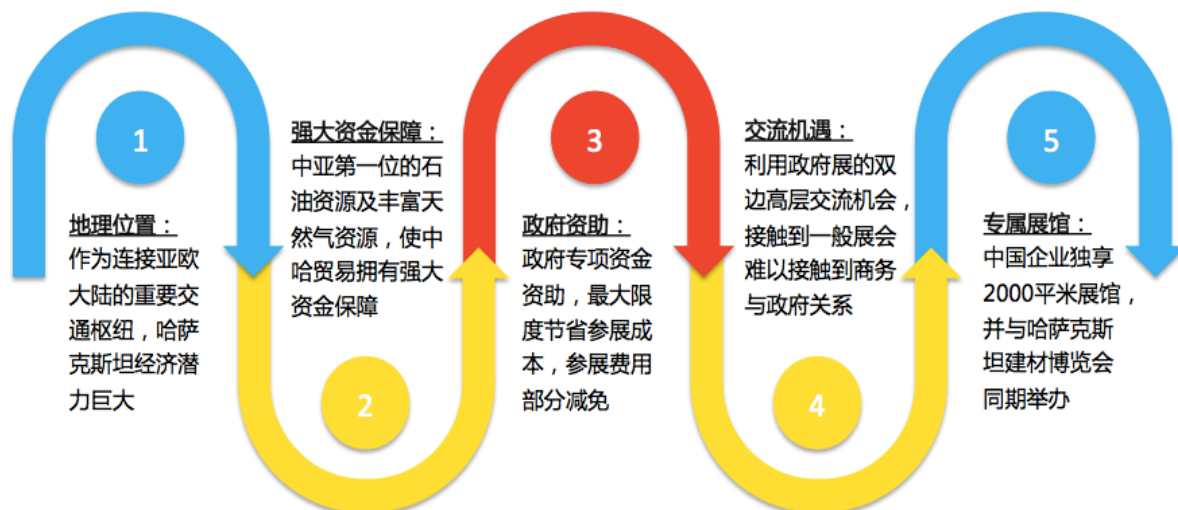 1
地理位置：
作为连接亚欧
大陆的重要交
通枢纽，哈萨
克斯坦经济潜
力巨大
强大资金保障：
中亚第一位的石
油资源及丰富天
然气资源，使中
哈贸易拥有强大
资金保障
2
3
政府资助：
政府专项资金
资助，最大限
度节省参展成
本，参展费用
部分减免
交流机遇：
利用政府展的双
边高层交流机会，
接触到一般展会
难以接触到商务
与政府关系
4
5
专属展馆：
中国企业独享
2000平米展馆，
并与哈萨克斯
坦建材博览会
同期举办